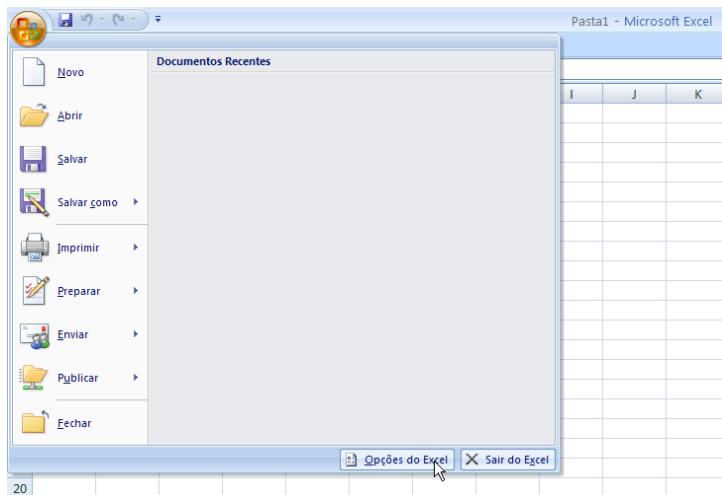 Pasta1 - Microsoft Excel
Documentos Recentes
Novo
Abrir
Salvar
Salvar como
Imprimir
Preparar
Enviar
Publicar
Fechar
I J K
Opções do Excel Sair do Excel
20